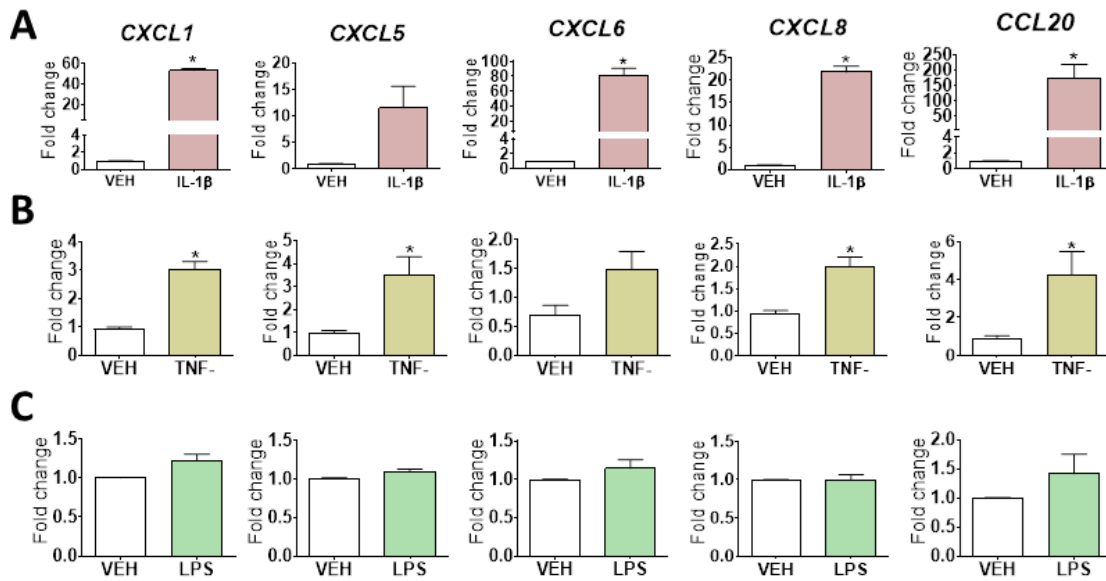 A
CXCL1 CXCL5 CXCL6 CXCL8 CCL20
Fold change 60 40 20 4 2 0 * VEH IL-1β
Fold change 20 15 10 5 0 VEH IL-1β
Fold change 100 80 60 40 20 4 2 0 * VEH IL-1β
Fold change 25 20 15 10 5 0 * VEH IL-1β
Fold change 250 200 150 100 50 4 2 0 * VEH IL-1β
B
Fold change 4 3 2 1 0 * VEH TNF-
Fold change 5 4 3 2 1 0 * VEH TNF-
Fold change 2.0 1.5 1.0 0.5 0.0 VEH TNF-
Fold change 2.5 2.0 1.5 1.0 0.5 0.0 * VEH TNF-
Fold change 6 4 2 0 * VEH TNF-
C
Fold change 1.5 1.0 0.5 0.0 VEH LPS
Fold change 1.5 1.0 0.5 0.0 VEH LPS
Fold change 1.5 1.0 0.5 0.0 VEH LPS
Fold change 1.5 1.0 0.5 0.0 VEH LPS
Fold change 2.0 1.5 1.0 0.5 0.0 VEH LPS